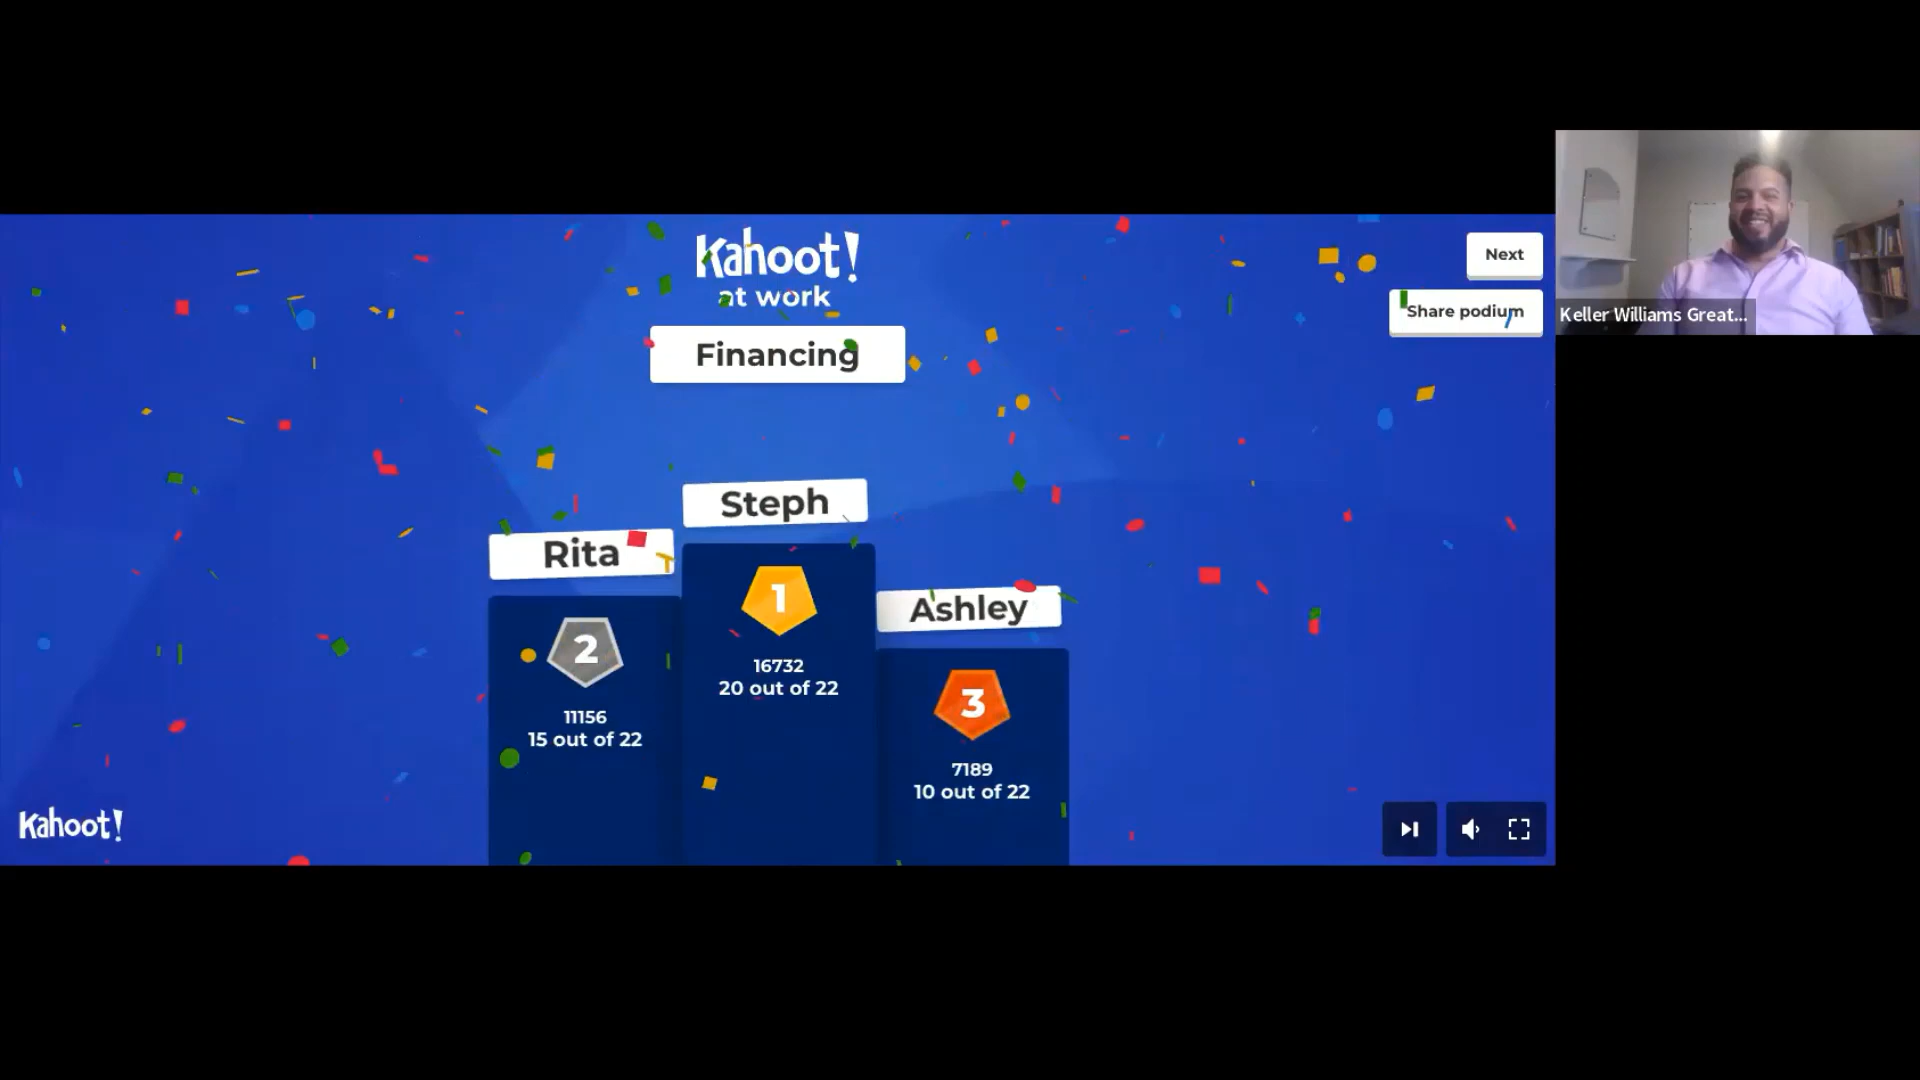 Kahoot!
at work
Financing
Next
Share podium
Keller Williams Great...
Steph
Rita
Ashley
1
16732
20 out of 22
2
11156
15 out of 22
3
7189
10 out of 22
Kahoot!